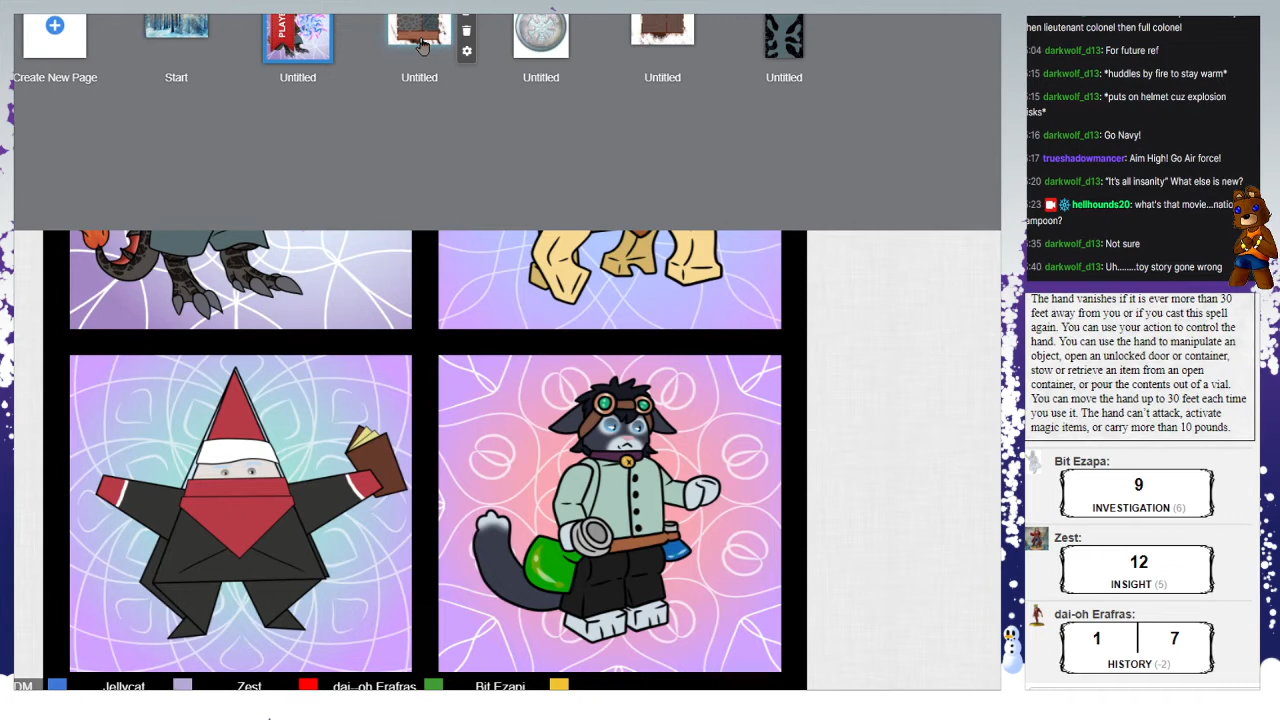 PLAYE
Create New Page
Start
Untitled
Untitled
Untitled
Untitled
Untitled
DM
Jellycat
Zest
dai-oh Erafras
Bit Ezapi
hen lieutenant colonel then full colonel
:04 darkwolf_d13: For future ref
:15 darkwolf_d13: *huddles by fire to stay warm*
:15 darkwolf_d13: *puts on helmet cuz explosion
isks*
:16 darkwolf_d13: Go Navy!
:17 trueshadowmancer: Aim High! Go Air force!
:20 darkwolf_d13: "It's all insanity" What else is new?
:23 hellhounds20: what's that movie...natio
ampoon?
:35 darkwolf_d13: Not sure
:40 darkwolf_d13: Uh........toy story gone wrong
The hand vanishes if it is ever more than 30
feet away from you or if you cast this spell
again. You can use your action to control the
hand. You can use the hand to manipulate an
object, open an unlocked door or container,
stow or retrieve an item from an open
container, or pour the contents out of a vial.
You can move the hand up to 30 feet each time
you use it. The hand can't attack, activate
magic items, or carry more than 10 pounds.
Bit Ezapa:
9
INVESTIGATION (6)
Zest:
12
INSIGHT (5)
dai-oh Erafras:
1 7
HISTORY (-2)